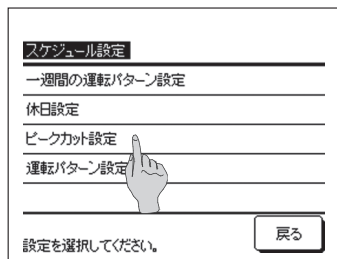 スケジュール設定
一週間の運転パターン設定
休日設定
ピークカット設定
運転パターン設定
設定を選択してください。
戻る